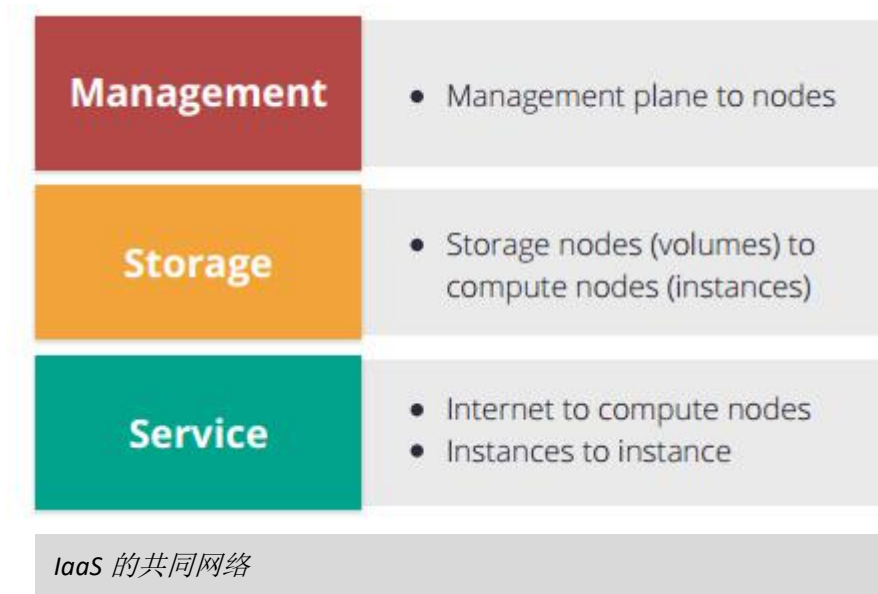 Management
• Management plane to nodes
Storage
• Storage nodes (volumes) to
compute nodes (instances)
Service
• Internet to compute nodes
• Instances to instance
IaaS 的共同网络